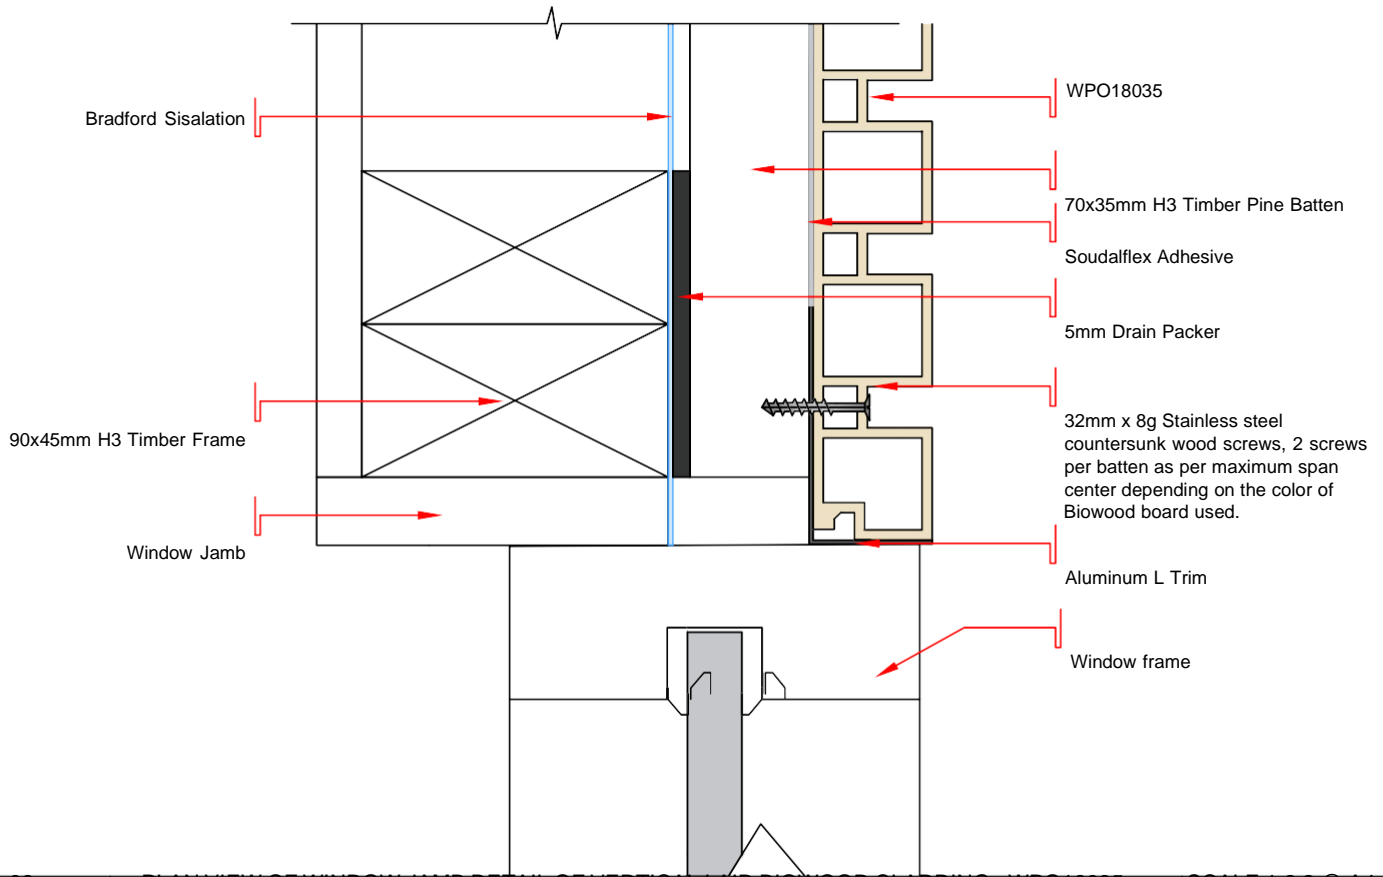 Bradford Sisalation
90x45mm H3 Timber Frame
Window Jamb
WPO18035
70x35mm H3 Timber Pine Batten
Soudalflex Adhesive
5mm Drain Packer
32mm x 8g Stainless steel
countersunk wood screws, 2 screws
per batten as per maximum span
center depending on the color of
Biowood board used.
Aluminum L Trim
Window frame